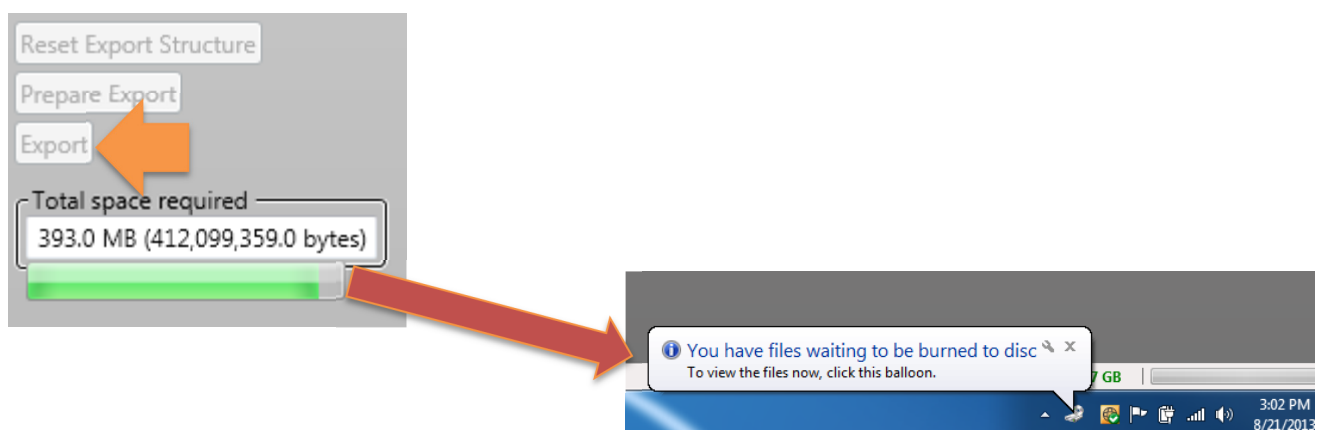 Reset Export Structure
Prepare Export
Export
Total space required
393.0 MB (412,099,359.0 bytes)
You have files waiting to be burned to disc
To view the files now, click this balloon.
7 GB
3:02 PM
8/21/2013